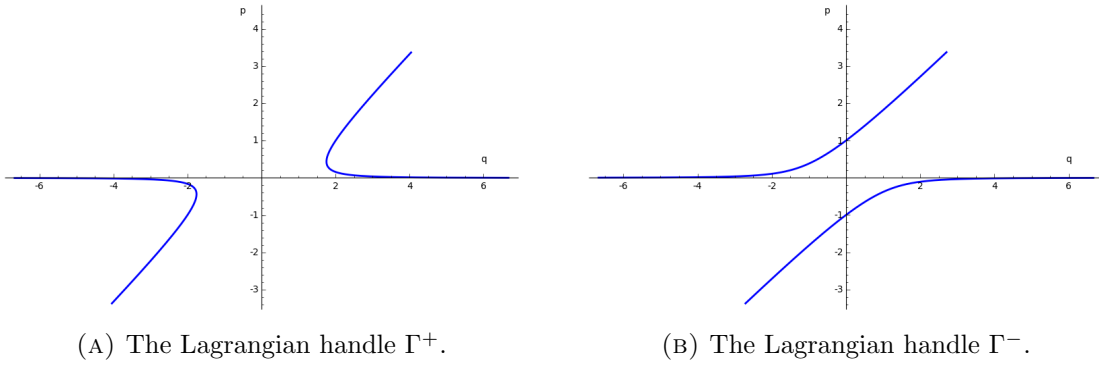 p p
4 4
3 3
2 2
1 q 1 q
-6 -4 -2 2 4 6 -6 -4 -2 2 4 6
-1 -1
-2 -2
-3 -3
(A) The Lagrangian handle Γ⁺. (B) The Lagrangian handle Γ⁻.